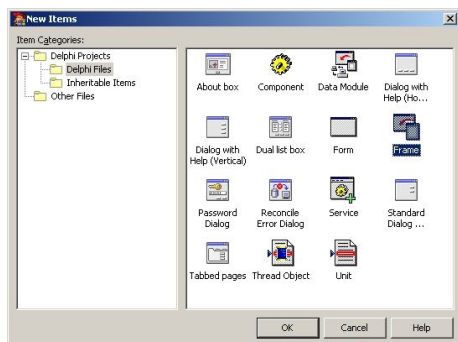 New Items
Item Categories:
Delphi Projects
Delphi Files
Inheritable Items
Other Files
About box
Component
Data Module
Dialog with
Help (Ho...
Dialog with
Help (Vertical)
Dual list box
Form
Frame
Password
Dialog
Reconcile
Error Dialog
Service
Standard
Dialog ...
Tabbed pages
Thread Object
Unit
OK
Cancel
Help